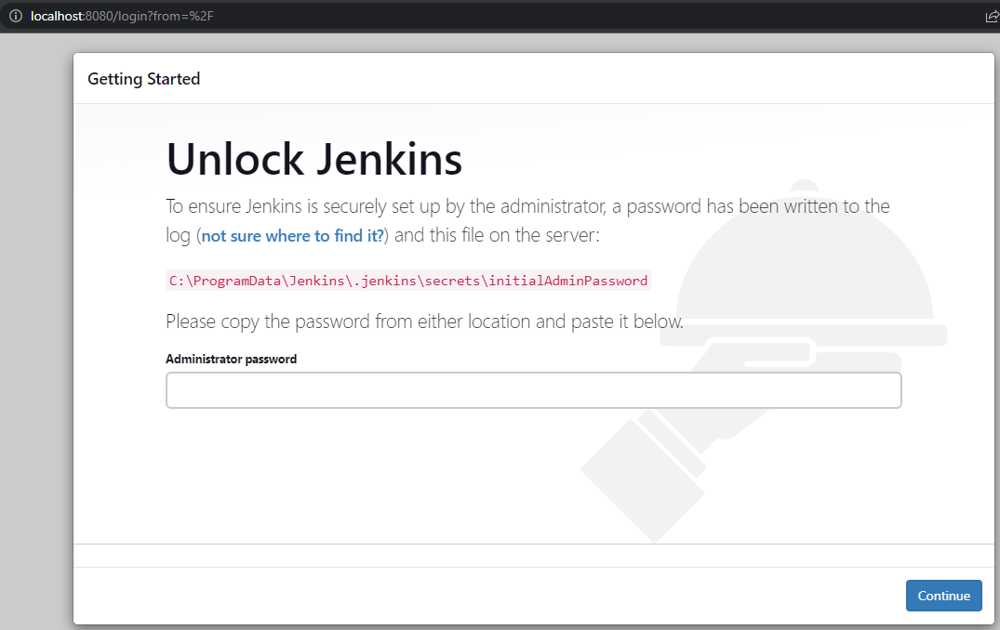 localhost:8080/login?from=%2F
Getting Started
Unlock Jenkins
To ensure Jenkins is securely set up by the administrator, a password has been written to the
log (not sure where to find it?) and this file on the server:
C:\ProgramData\Jenkins\.jenkins\secrets\initialAdminPassword
Please copy the password from either location and paste it below.
Administrator password
Continue